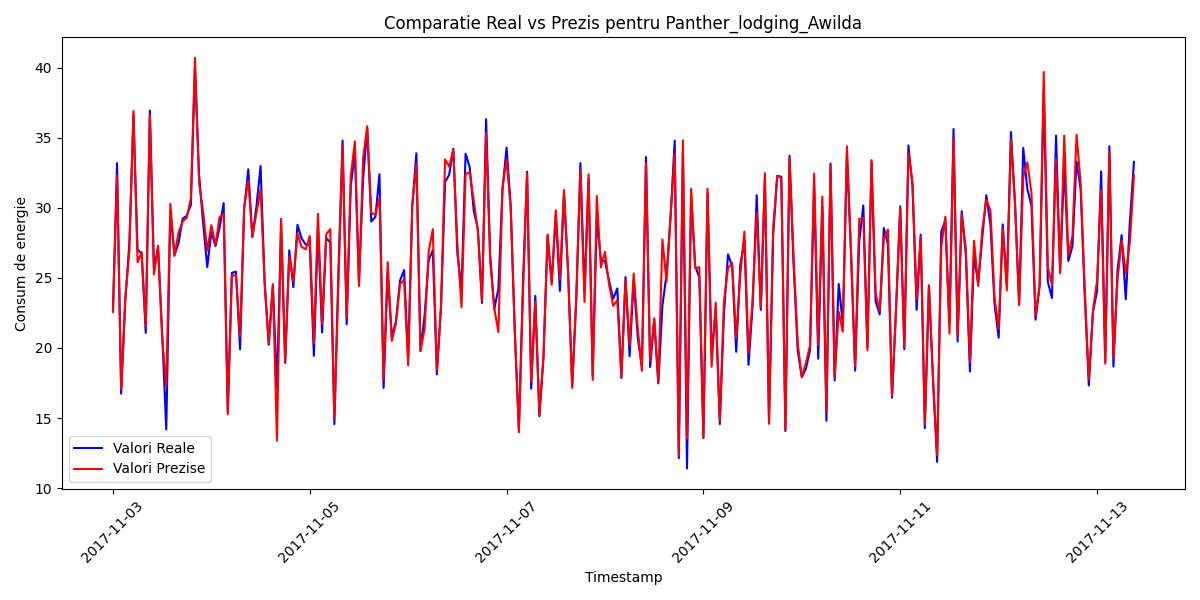 Comparatie Real vs Prezis pentru Panther_lodging_Awilda
Consum de energie
40
35
30
25
20
15
10
Valori Reale
Valori Prezise
2017-11-03
2017-11-05
2017-11-07
2017-11-09
2017-11-11
2017-11-13
Timestamp